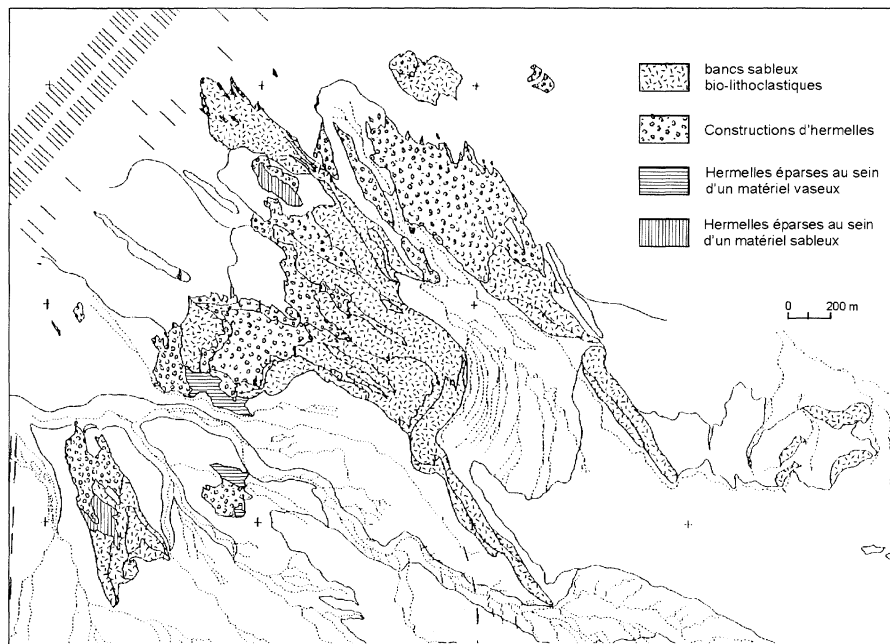 bancs sableux
bio-lithoclastiques
Constructions d'hermelles
Hermelles éparses au sein
d'un matériel vaseux
Hermelles éparses au sein
d'un matériel sableux
0 200 m